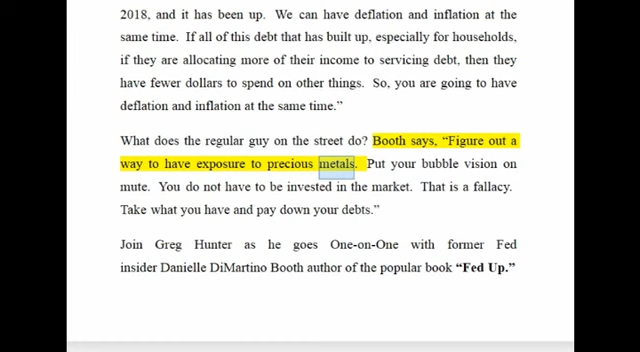 2018, and it has been up. We can have deflation and inflation at the
same time. If all of this debt that has built up, especially for households,
if they are allocating more of their income to servicing debt, then they
have fewer dollars to spend on other things. So, you are going to have
deflation and inflation at the same time.”
What does the regular guy on the street do? Booth says, “Figure out a
way to have exposure to precious metals. Put your bubble vision on
mute. You do not have to be invested in the market. That is a fallacy.
Take what you have and pay down your debts.”
Join Greg Hunter as he goes One-on-One with former Fed
insider Danielle DiMartino Booth author of the popular book “Fed Up.”